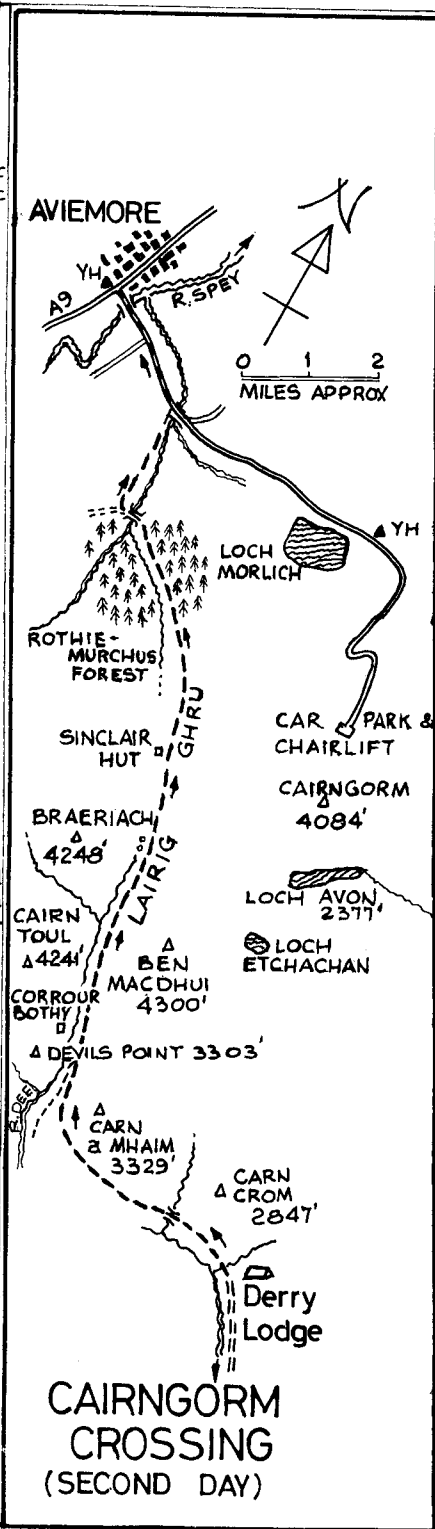 AVIEMORE
YH
A9
R.SPEY
N
0 1 2
MILES APPROX
YH
LOCH
MORLICH
ROTHIE-
MURCHUS
FOREST
CAR PARK &
CHAIRLIFT
SINCLAIR
HUT
LAIRIG GHRU
CAIRNGORM
4084'
BRAERIACH
4248'
LOCH AVON
2377'
CAIRN
TOUL
4241'
BEN
MACDHUI
4300'
LOCH
ETCHACHAN
CORROUR
BOTHY
DEVILS POINT 3303'
R.DEE
CARN
a MHAIM
3329'
CARN
CROM
2847'
Derry
Lodge
CAIRNGORM
CROSSING
(SECOND DAY)